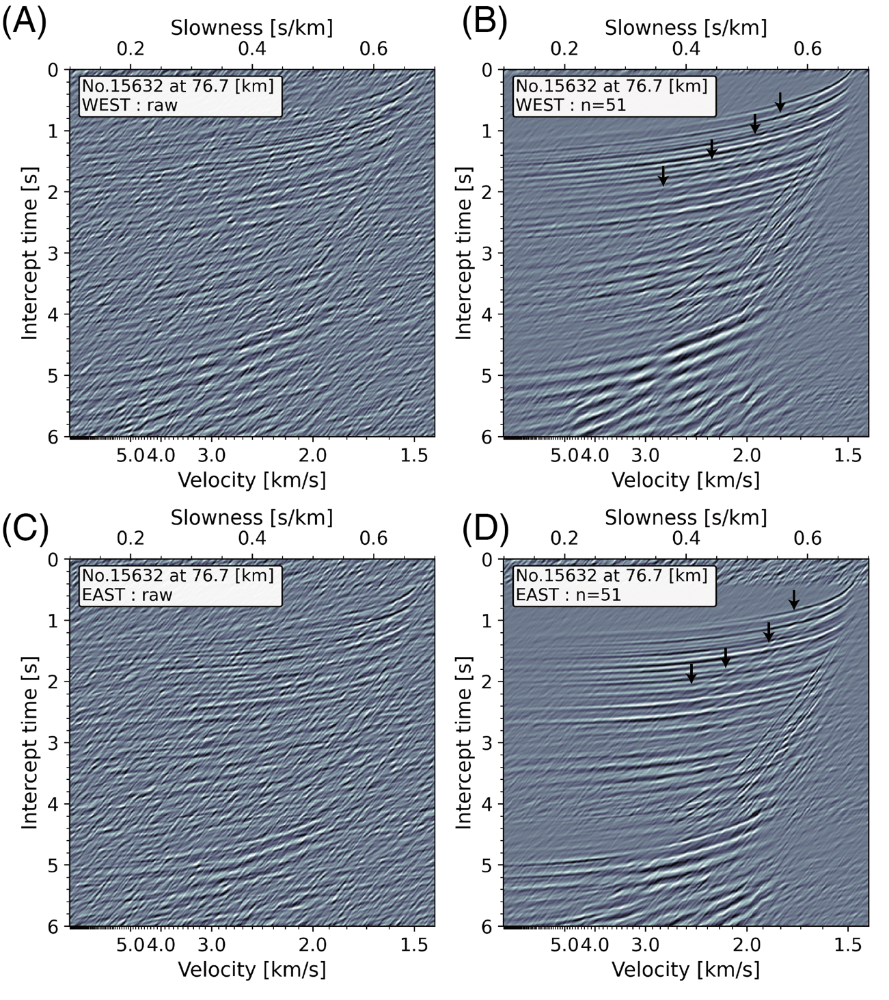 (A)
Slowness [s/km]
0.2 0.4 0.6
No.15632 at 76.7 [km]
WEST : raw
Intercept time [s]
0
1
2
3
4
5
6
5.0 4.0 3.0 2.0 1.5
Velocity [km/s]
(B)
Slowness [s/km]
0.2 0.4 0.6
No.15632 at 76.7 [km]
WEST : n=51
Intercept time [s]
0
1
2
3
4
5
6
5.0 4.0 3.0 2.0 1.5
Velocity [km/s]
(C)
Slowness [s/km]
0.2 0.4 0.6
No.15632 at 76.7 [km]
EAST : raw
Intercept time [s]
0
1
2
3
4
5
6
5.0 4.0 3.0 2.0 1.5
Velocity [km/s]
(D)
Slowness [s/km]
0.2 0.4 0.6
No.15632 at 76.7 [km]
EAST : n=51
Intercept time [s]
0
1
2
3
4
5
6
5.0 4.0 3.0 2.0 1.5
Velocity [km/s]